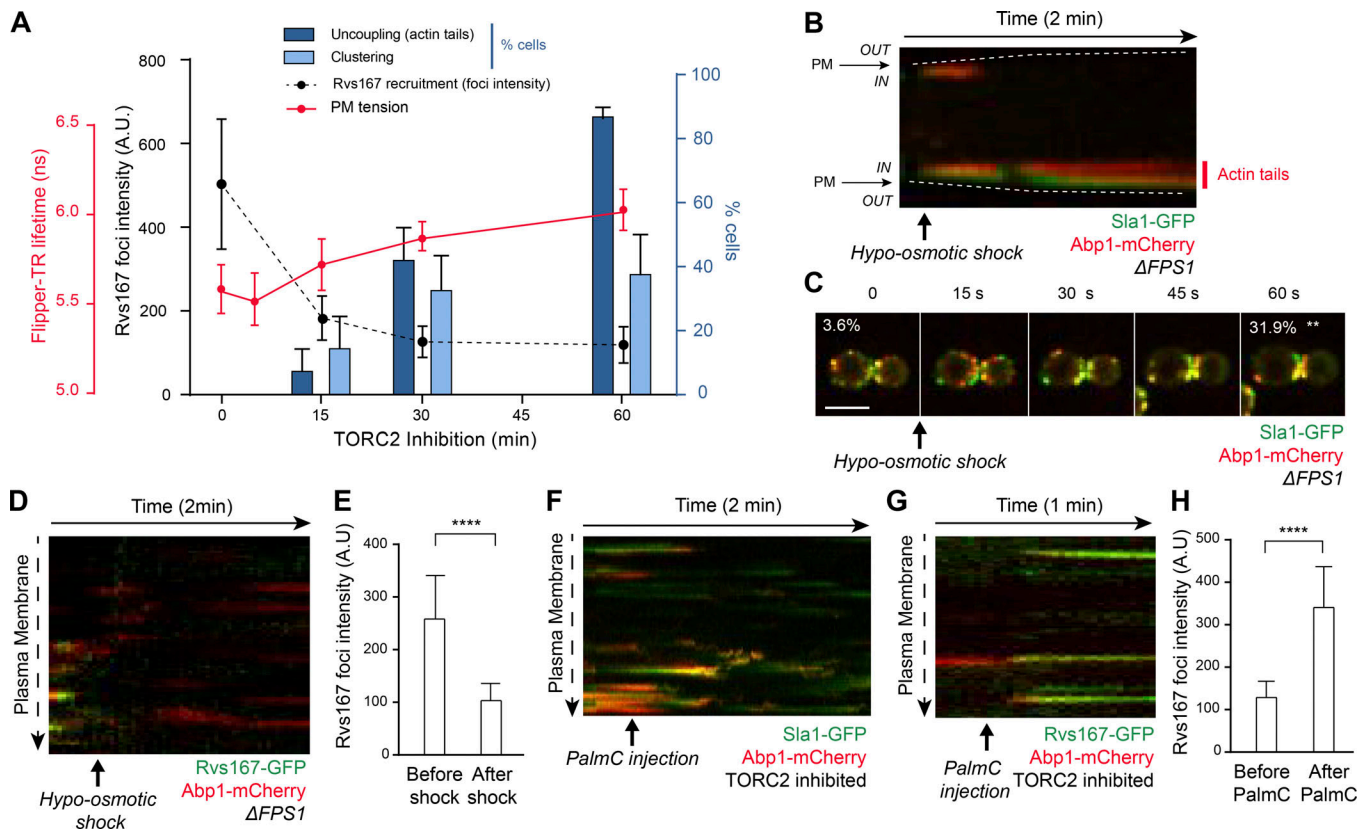 A
Uncoupling (actin tails)
Clustering
% cells
Rvs167 recruitment (foci intensity)
PM tension
Flipper-TR lifetime (ns)
6.5
6.0
5.5
5.0
Rvs167 foci intensity (A.U.)
800
600
400
200
0
100
80
60
40
20
0
% cells
0 15 30 45 60
TORC2 Inhibition (min)
B
Time (2 min)
OUT
PM
IN
IN
PM
OUT
Actin tails
Hypo-osmotic shock
Sla1-GFP
Abp1-mCherry
ΔFPS1
C
0 15 s 30 s 45 s 60 s
3.6%
31.9% **
Hypo-osmotic shock
Sla1-GFP
Abp1-mCherry
ΔFPS1
D
Time (2min)
Plasma Membrane
Hypo-osmotic
shock
Rvs167-GFP
Abp1-mCherry
ΔFPS1
E
Rvs167 foci intensity (A.U)
400
300
200
100
0
****
Before
shock
After
shock
F
Time (2 min)
Plasma Membrane
PalmC injection
Sla1-GFP
Abp1-mCherry
TORC2 inhibited
G
Time (1 min)
Plasma Membrane
PalmC
injection
Rvs167-GFP
Abp1-mCherry
TORC2 inhibited
H
Rvs167 foci intensity (A.U)
500
400
300
200
100
0
****
Before
PalmC
After
PalmC